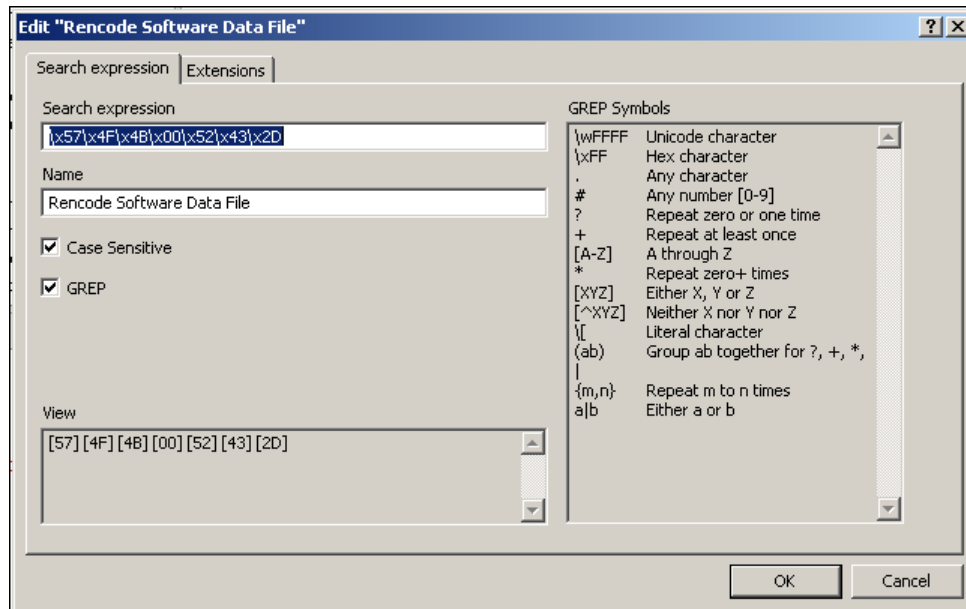 Edit "Rencode Software Data File"
Search expression
Extensions
Search expression
\x57\x4F\x4B\x00\x52\x43\x2D
Name
Rencode Software Data File
Case Sensitive
GREP
View
[57][4F][4B][00][52][43][2D]
GREP Symbols
\wFFFF Unicode character
\xFF Hex character
. Any character
# Any number [0-9]
? Repeat zero or one time
+ Repeat at least once
[A-Z] A through Z
* Repeat zero+ times
[XYZ] Either X, Y or Z
[^XYZ] Neither X nor Y nor Z
\[ Literal character
(ab) Group ab together for ?, +, *,
|
{m,n} Repeat m to n times
a|b Either a or b
OK
Cancel